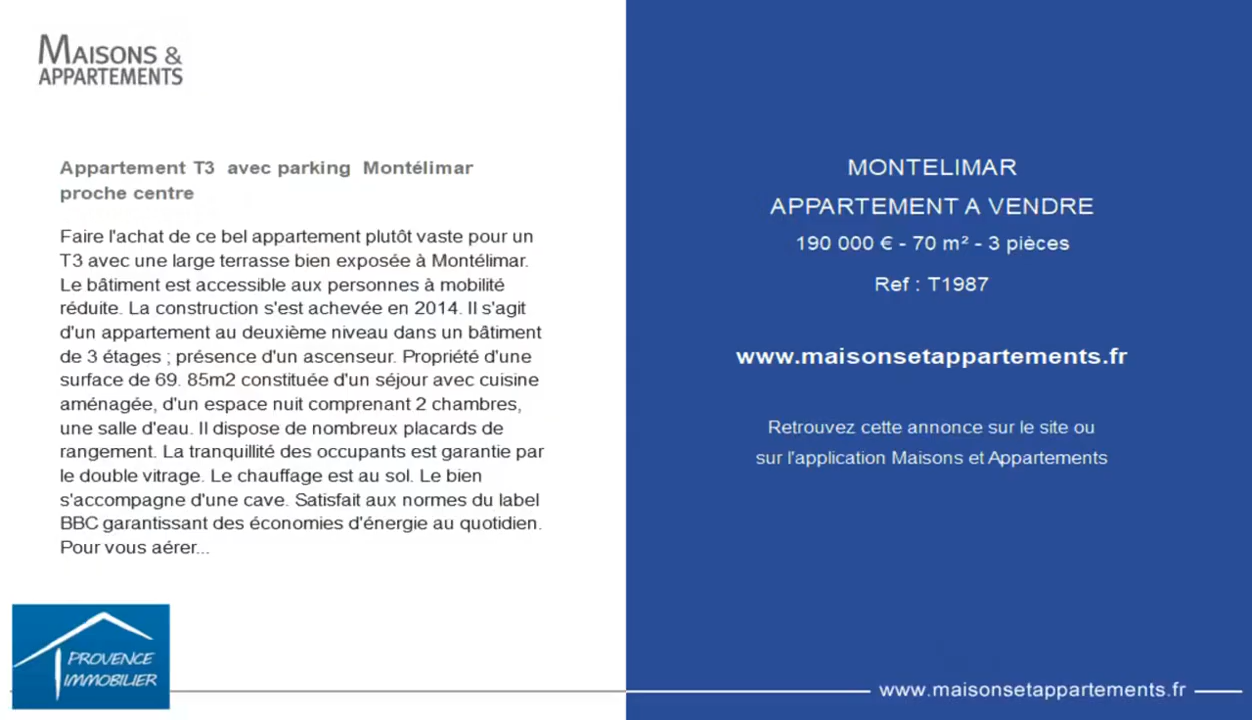 MAISONS &
APPARTEMENTS
Appartement T3 avec parking Montélimar
proche centre
Faire l'achat de ce bel appartement plutôt vaste pour un
T3 avec une large terrasse bien exposée à Montélimar.
Le bâtiment est accessible aux personnes à mobilité
réduite. La construction s'est achevée en 2014. Il s'agit
d'un appartement au deuxième niveau dans un bâtiment
de 3 étages ; présence d'un ascenseur. Propriété d'une
surface de 69. 85m2 constituée d'un séjour avec cuisine
aménagée, d'un espace nuit comprenant 2 chambres,
une salle d'eau. Il dispose de nombreux placards de
rangement. La tranquillité des occupants est garantie par
le double vitrage. Le chauffage est au sol. Le bien
s'accompagne d'une cave. Satisfait aux normes du label
BBC garantissant des économies d'énergie au quotidien.
Pour vous aérer...
PROVENCE
IMMOBILIER
MONTELIMAR
APPARTEMENT A VENDRE
190 000 € - 70 m² - 3 pièces
Ref : T1987
www.maisonsetappartements.fr
Retrouvez cette annonce sur le site ou
sur l'application Maisons et Appartements
www.maisonsetappartements.fr